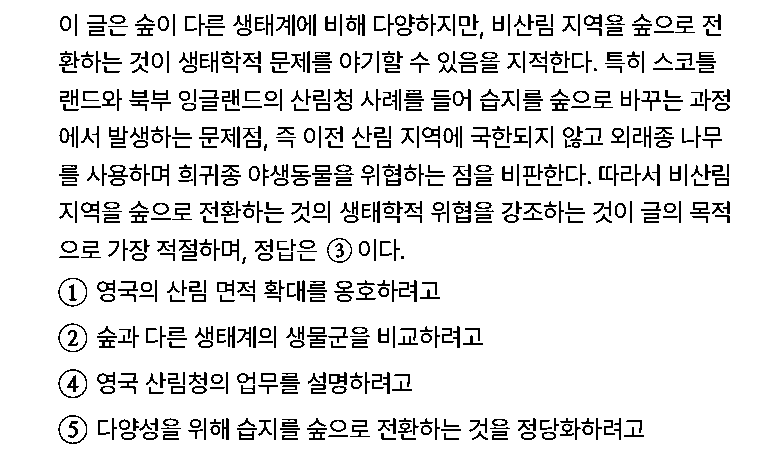 이 글은 숲이 다른 생태계에 비해 다양하지만, 비산림 지역을 숲으로 전
환하는 것이 생태학적 문제를 야기할 수 있음을 지적한다. 특히 스코틀
랜드와 북부 잉글랜드의 산림청 사례를 들어 습지를 숲으로 바꾸는 과정
에서 발생하는 문제점, 즉 이전 산림 지역에 국한되지 않고 외래종 나무
를 사용하며 희귀종 야생동물을 위협하는 점을 비판한다. 따라서 비산림
지역을 숲으로 전환하는 것의 생태학적 위협을 강조하는 것이 글의 목적
으로 가장 적절하며, 정답은 ③이다.
① 영국의 산림 면적 확대를 옹호하려고
② 숲과 다른 생태계의 생물군을 비교하려고
④ 영국 산림청의 업무를 설명하려고
⑤ 다양성을 위해 습지를 숲으로 전환하는 것을 정당화하려고